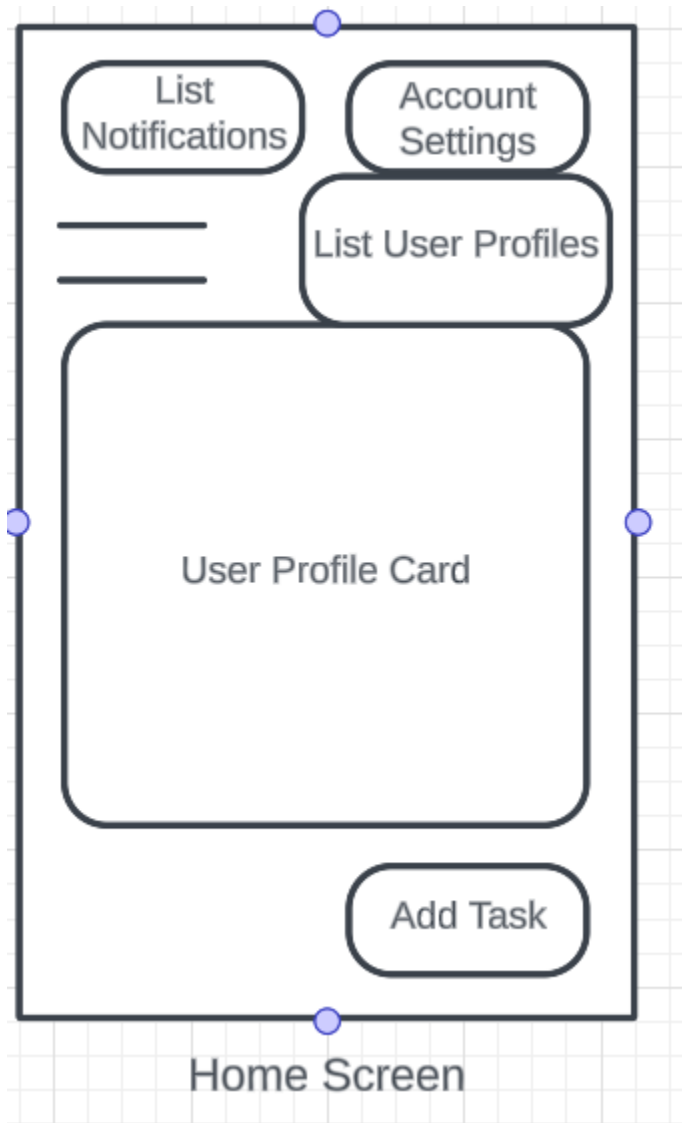 List
Notifications
Account
Settings
List User Profiles
User Profile Card
Add Task
Home Screen